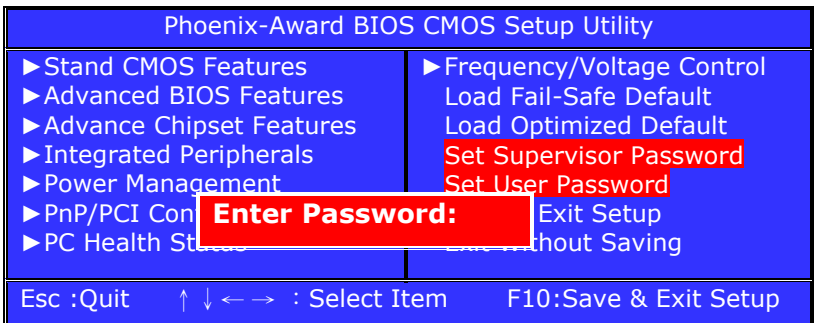 Phoenix-Award BIOS CMOS Setup Utility
►Stand CMOS Features
►Advanced BIOS Features
►Advance Chipset Features
►Integrated Peripherals
►Power Management
►PnP/PCI Con
►PC Health Status
►Frequency/Voltage Control
Load Fail-Safe Default
Load Optimized Default
Set Supervisor Password
Set User Password
Exit Setup
Exit Without Saving
Enter Password:
Esc :Quit ↑↓←→ : Select Item F10:Save & Exit Setup